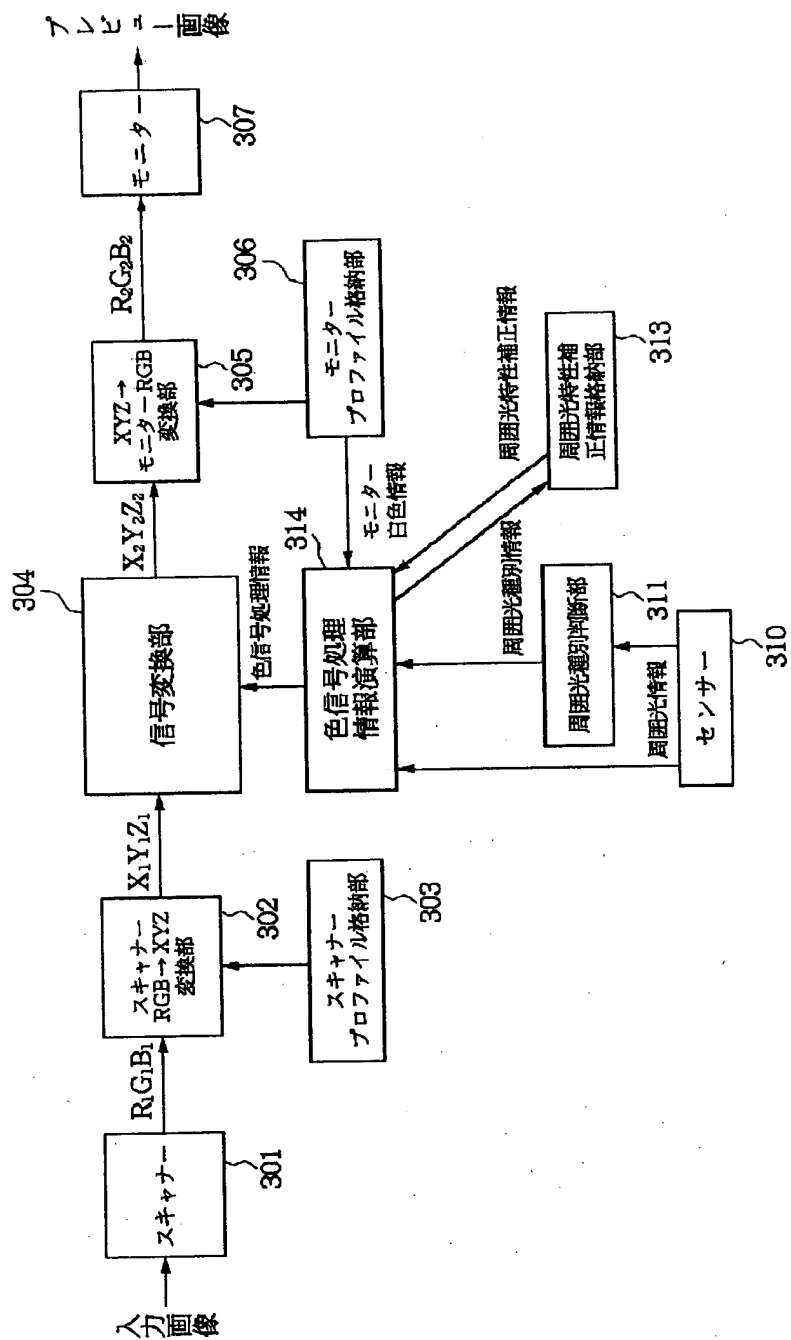 入力画像
スキャナー
301
R₁G₁B₁
スキャナー
RGB→XYZ
変換部
302
スキャナー
プロファイル格納部
303
X₁Y₁Z₁
信号変換部
304
X₂Y₂Z₂
色信号処理情報
色信号処理
情報演算部
314
XYZ→
モニターRGB
変換部
305
R₂G₂B₂
モニター
307
プレビュー画像
モニター
プロファイル格納部
306
モニター
白色情報
周囲光種別情報
周囲光特性補正情報
周囲光種別判断部
311
周囲光特性補
正情報格納部
313
周囲光情報
センサー
310